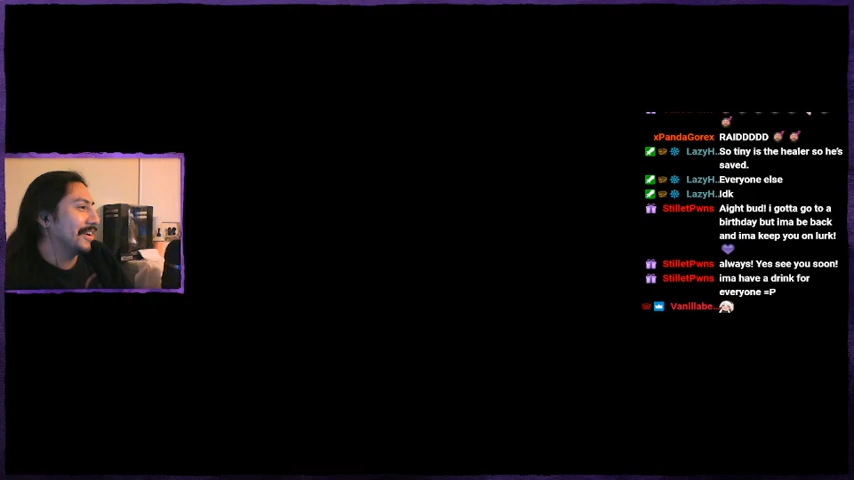 xPandaGorex RAIDDDDD
LazyH.. So tiny is the healer so he's
saved.
LazyH.. Everyone else
LazyH.. Idk
StilletPwns Aight bud! i gotta go to a
birthday but ima be back
and ima keep you on lurk!
StilletPwns always! Yes see you soon!
StilletPwns ima have a drink for
everyone =P
Vanillabe..